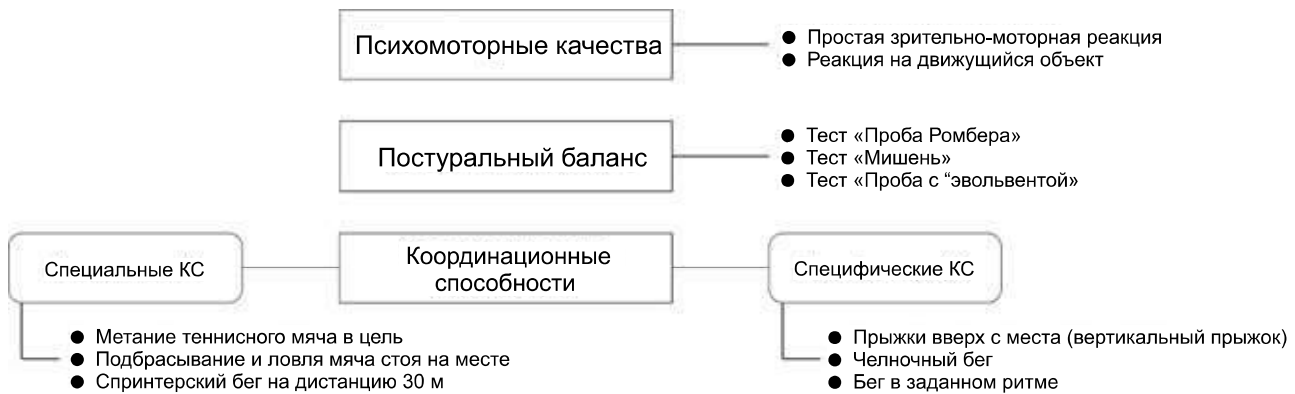 Психомоторные качества
● Простая зрительно-моторная реакция
● Реакция на движущийся объект
Постуральный баланс
● Тест «Проба Ромбера»
● Тест «Мишень»
● Тест «Проба с “эвольвентой»
Специальные КС
Координационные
способности
Специфические КС
● Метание теннисного мяча в цель
● Подбрасывание и ловля мяча стоя на месте
● Спринтерский бег на дистанцию 30 м
● Прыжки вверх с места (вертикальный прыжок)
● Челночный бег
● Бег в заданном ритме